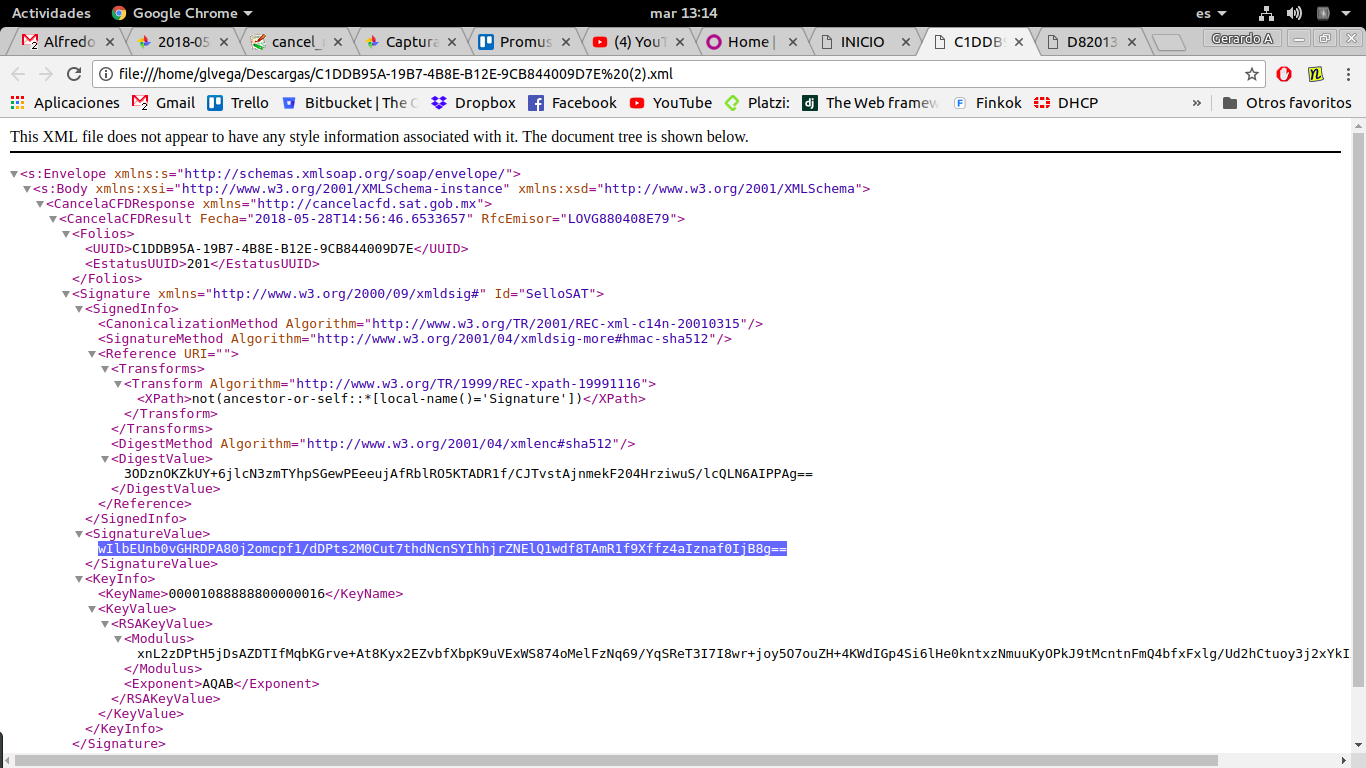 Actividades Google Chrome mar 13:14 es
Alfredo 2018-05 cancel_ Captura Promus (4) YouT Home | INICIO C1DDB9 D82013 Gerardo A
file:///home/glvega/Descargas/C1DDB95A-19B7-4B8E-B12E-9CB844009D7E%20(2).xml
Aplicaciones Gmail Trello Bitbucket | The C Dropbox Facebook YouTube Platzi: The Web framew Finkok DHCP » Otros favoritos
This XML file does not appear to have any style information associated with it. The document tree is shown below.
<s:Envelope xmlns:s="http://schemas.xmlsoap.org/soap/envelope/">
<s:Body xmlns:xsi="http://www.w3.org/2001/XMLSchema-instance" xmlns:xsd="http://www.w3.org/2001/XMLSchema">
<CancelaCFDResponse xmlns="http://cancelacfd.sat.gob.mx">
<CancelaCFDResult Fecha="2018-05-28T14:56:46.6533657" RfcEmisor="LOVG880408E79">
<Folios>
<UUID>C1DDB95A-19B7-4B8E-B12E-9CB844009D7E</UUID>
<EstatusUUID>201</EstatusUUID>
</Folios>
<Signature xmlns="http://www.w3.org/2000/09/xmldsig#" Id="SelloSAT">
<SignedInfo>
<CanonicalizationMethod Algorithm="http://www.w3.org/TR/2001/REC-xml-c14n-20010315"/>
<SignatureMethod Algorithm="http://www.w3.org/2001/04/xmldsig-more#hmac-sha512"/>
<Reference URI="">
<Transforms>
<Transform Algorithm="http://www.w3.org/TR/1999/REC-xpath-19991116">
<XPath>not(ancestor-or-self::*[local-name()='Signature'])</XPath>
</Transform>
</Transforms>
<DigestMethod Algorithm="http://www.w3.org/2001/04/xmlenc#sha512"/>
<DigestValue>
3ODznOKZkUY+6jlcN3zmTYhpSGewPEeeujAfRblRO5KTADR1f/CJTvstAjnmekF204HrziwuS/lcQLN6AIPPAg==
</DigestValue>
</Reference>
</SignedInfo>
<SignatureValue>
wIlbEUnb0vGHRDPA80j2omcpf1/dDPts2M0Cut7thdNcnSYIhhjrZNElQ1wdf8TAmR1f9Xffz4aIznaf0IjB8g==
</SignatureValue>
<KeyInfo>
<KeyName>00001088888800000016</KeyName>
<KeyValue>
<RSAKeyValue>
<Modulus>
xnL2zDPtH5jDsAZDTIfMqbKGrve+At8Kyx2EZvbfXbpK9uVExWS874oMelFzNq69/YqSReT3I7I8wr+joy5O7ouZH+4KWdIGp4Si6lHe0kntxzNmuuKyOPkJ9tMcntnFmQ4bfxFxlg/Ud2hCtuoy3j2xYkI
</Modulus>
<Exponent>AQAB</Exponent>
</RSAKeyValue>
</KeyValue>
</KeyInfo>
</Signature>